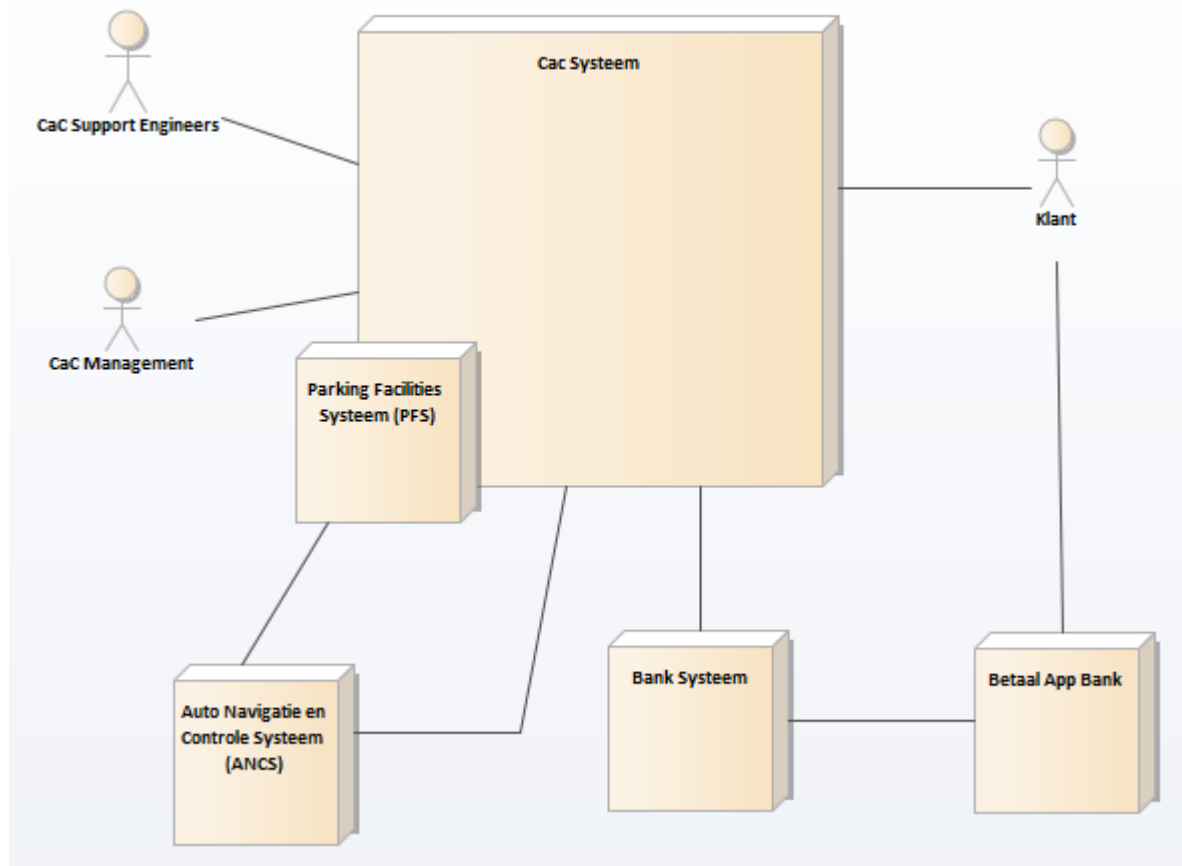 Cac Systeem
CaC Support Engineers
Klant
CaC Management
Parking Facilities
Systeem (PFS)
Auto Navigatie en
Controle Systeem
(ANCS)
Bank Systeem
Betaal App Bank